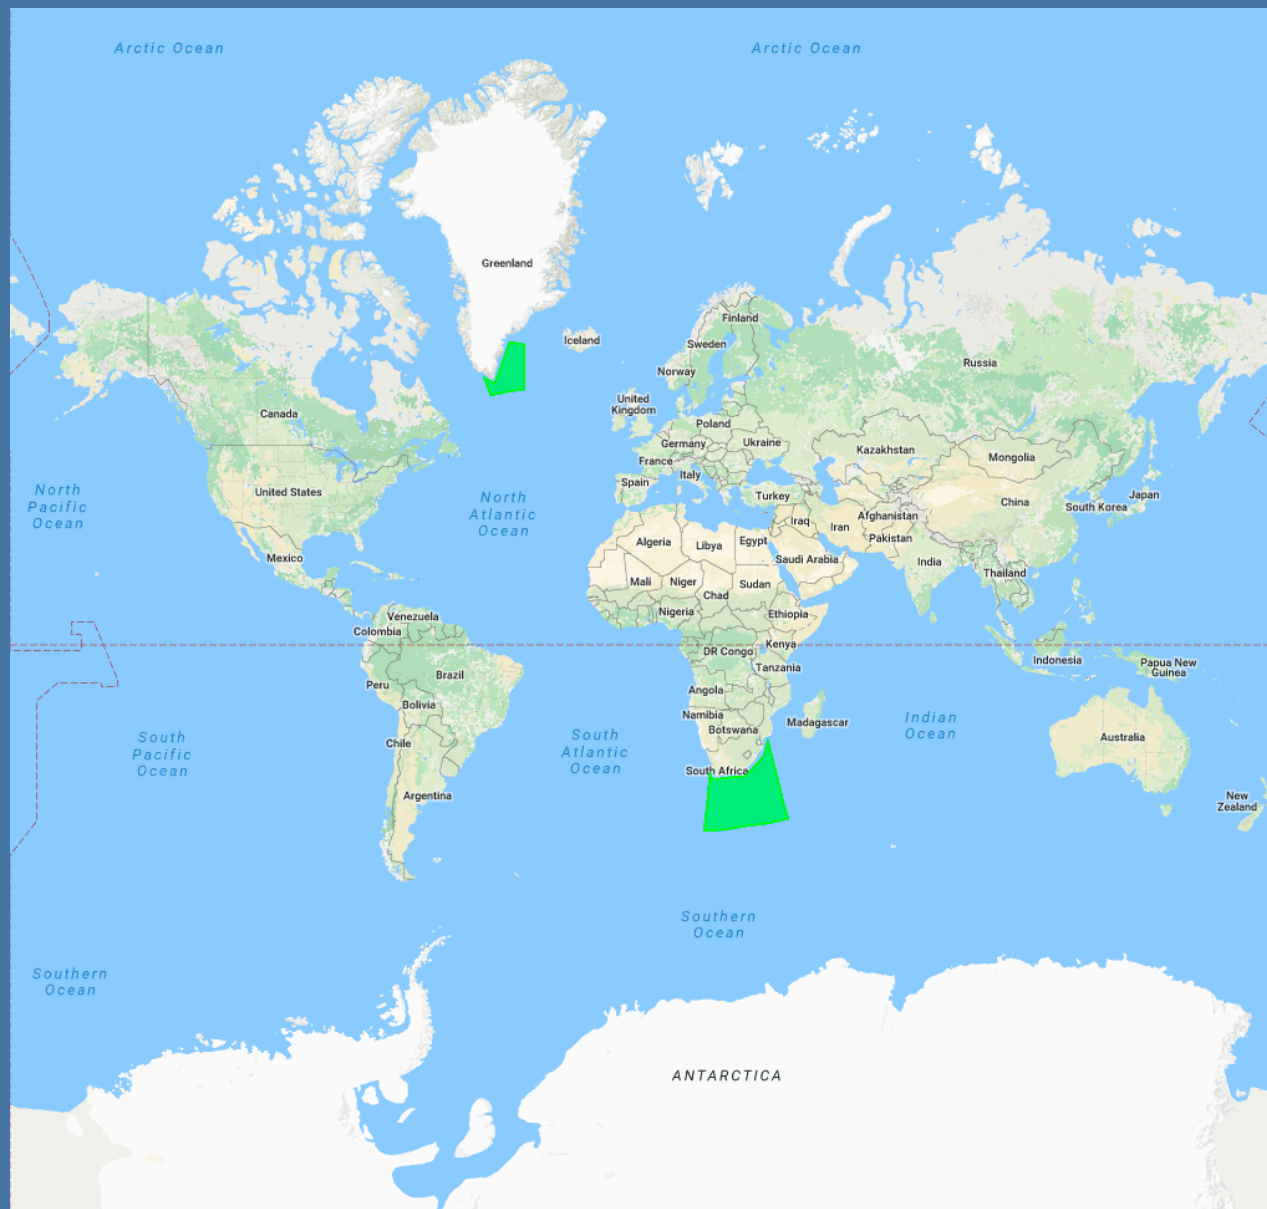 Arctic Ocean
Arctic Ocean
Greenland
Iceland
Finland
Sweden
Norway
Russia
United
Kingdom
Canada
Poland
Germany
Ukraine
Kazakhstan
Mongolia
France
Italy
Spain
Turkey
United States
China
Japan
South Korea
North
Pacific
Ocean
North
Atlantic
Ocean
Afghanistan
Iraq
Iran
Pakistan
Algeria
Libya
Egypt
Saudi Arabia
India
Mexico
Mali
Niger
Sudan
Chad
Thailand
Nigeria
Ethiopia
Venezuela
Colombia
Kenya
DR Congo
Tanzania
Indonesia
Papua New
Guinea
Brazil
Peru
Angola
Bolivia
Namibia
Botswana
Madagascar
Indian
Ocean
Australia
Chile
South
Pacific
Ocean
South
Atlantic
Ocean
South Africa
Argentina
New
Zealand
Southern
Ocean
Southern
Ocean
ANTARCTICA